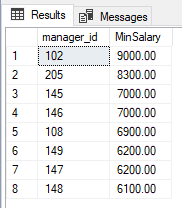 Results Messages
manager_id MinSalary
1 102 9000.00
2 205 8300.00
3 145 7000.00
4 146 7000.00
5 108 6900.00
6 149 6200.00
7 147 6200.00
8 148 6100.00